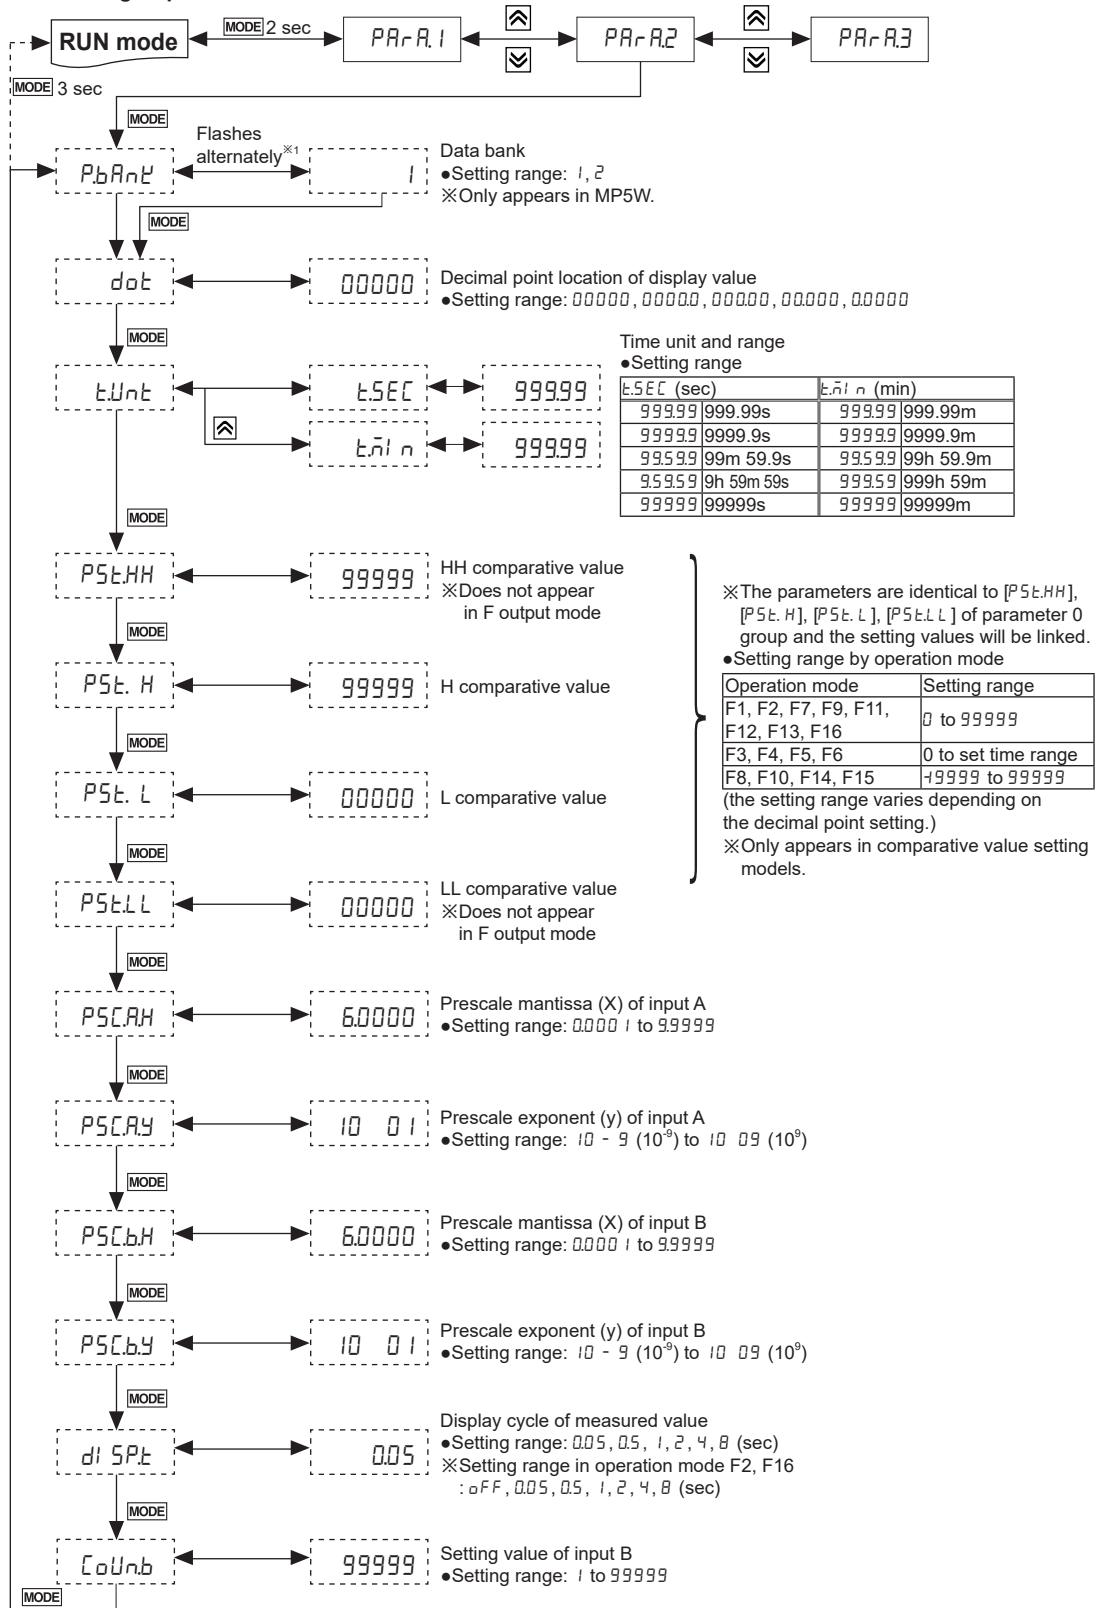 RUN mode
MODE 2 sec
PArA.1
PArA.2
PArA.3
MODE 3 sec
MODE
Flashes
alternately※1
P.bAnK
1
Data bank
●Setting range: 1, 2
※Only appears in MP5W.
MODE
dot
00000
Decimal point location of display value
●Setting range: 00000, 0000.0, 000.00, 00.000, 0.0000
MODE
Time unit and range
●Setting range
t.Unt
t.SEC
999.99
t.mIn
999.99
t.SEC (sec) t.mIn (min)
999.99 999.99s 999.99 999.99m
9999.9 9999.9s 9999.9 9999.9m
99.59.9 99m 59.9s 99.59.9 99h 59.9m
9.59.59 9h 59m 59s 999.59 999h 59m
99999 99999s 99999 99999m
MODE
PSt.HH
99999
HH comparative value
※Does not appear
in F output mode
MODE
PSt. H
99999
H comparative value
MODE
PSt. L
00000
L comparative value
MODE
PSt.LL
00000
LL comparative value
※Does not appear
in F output mode
※The parameters are identical to [PSt.HH],
[PSt. H], [PSt. L], [PSt.LL] of parameter 0
group and the setting values will be linked.
●Setting range by operation mode
Operation mode Setting range
F1, F2, F7, F9, F11,
F12, F13, F16 0 to 99999
F3, F4, F5, F6 0 to set time range
F8, F10, F14, F15 -19999 to 99999
(the setting range varies depending on
the decimal point setting.)
※Only appears in comparative value setting
models.
MODE
PSC.A.H
6.0000
Prescale mantissa (X) of input A
●Setting range: 0.0001 to 9.9999
MODE
PSC.A.Y
10 01
Prescale exponent (y) of input A
●Setting range: 10 - 9 (10⁻⁹) to 10 09 (10⁹)
MODE
PSC.b.H
6.0000
Prescale mantissa (X) of input B
●Setting range: 0.0001 to 9.9999
MODE
PSC.b.Y
10 01
Prescale exponent (y) of input B
●Setting range: 10 - 9 (10⁻⁹) to 10 09 (10⁹)
MODE
dISP.t
0.05
Display cycle of measured value
●Setting range: 0.05, 0.5, 1, 2, 4, 8 (sec)
※Setting range in operation mode F2, F16
: oFF, 0.05, 0.5, 1, 2, 4, 8 (sec)
MODE
CoUn.b
99999
Setting value of input B
●Setting range: 1 to 99999
MODE